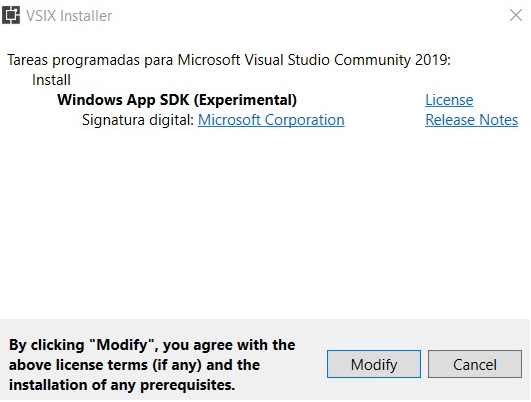 VSIX Installer
Tareas programadas para Microsoft Visual Studio Community 2019:
Install
Windows App SDK (Experimental) License
Signatura digital: Microsoft Corporation Release Notes
By clicking "Modify", you agree with the
above license terms (if any) and the
installation of any prerequisites.
Modify Cancel